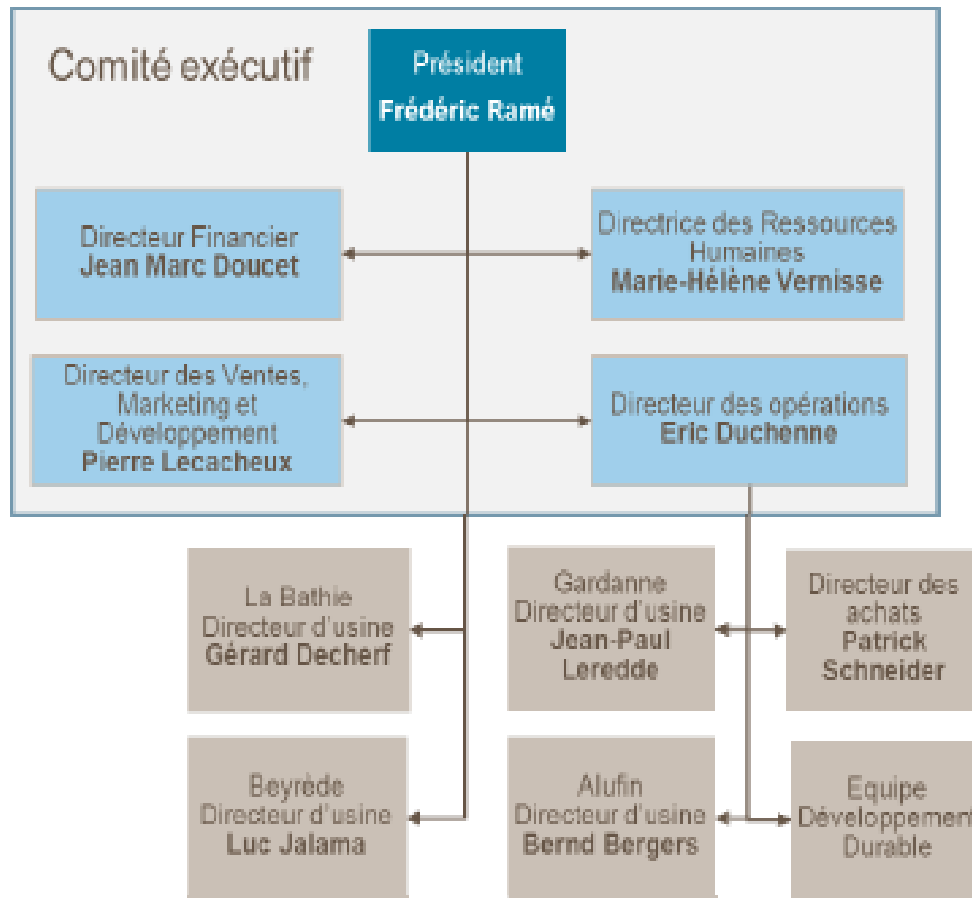 Comité exécutif
Président
Frédéric Ramé
Directeur Financier
Jean Marc Doucet
Directrice des Ressources
Humaines
Marie-Hélène Vernisse
Directeur des Ventes,
Marketing et
Développement
Pierre Lecacheux
Directeur des opérations
Eric Duchenne
La Bathie
Directeur d'usine
Gérard Decherf
Gardanne
Directeur d'usine
Jean-Paul
Leredde
Directeur des
achats
Patrick
Schneider
Beyrède
Directeur d'usine
Luc Jalama
Alufin
Directeur d'usine
Bernd Bergers
Equipe
Développement
Durable